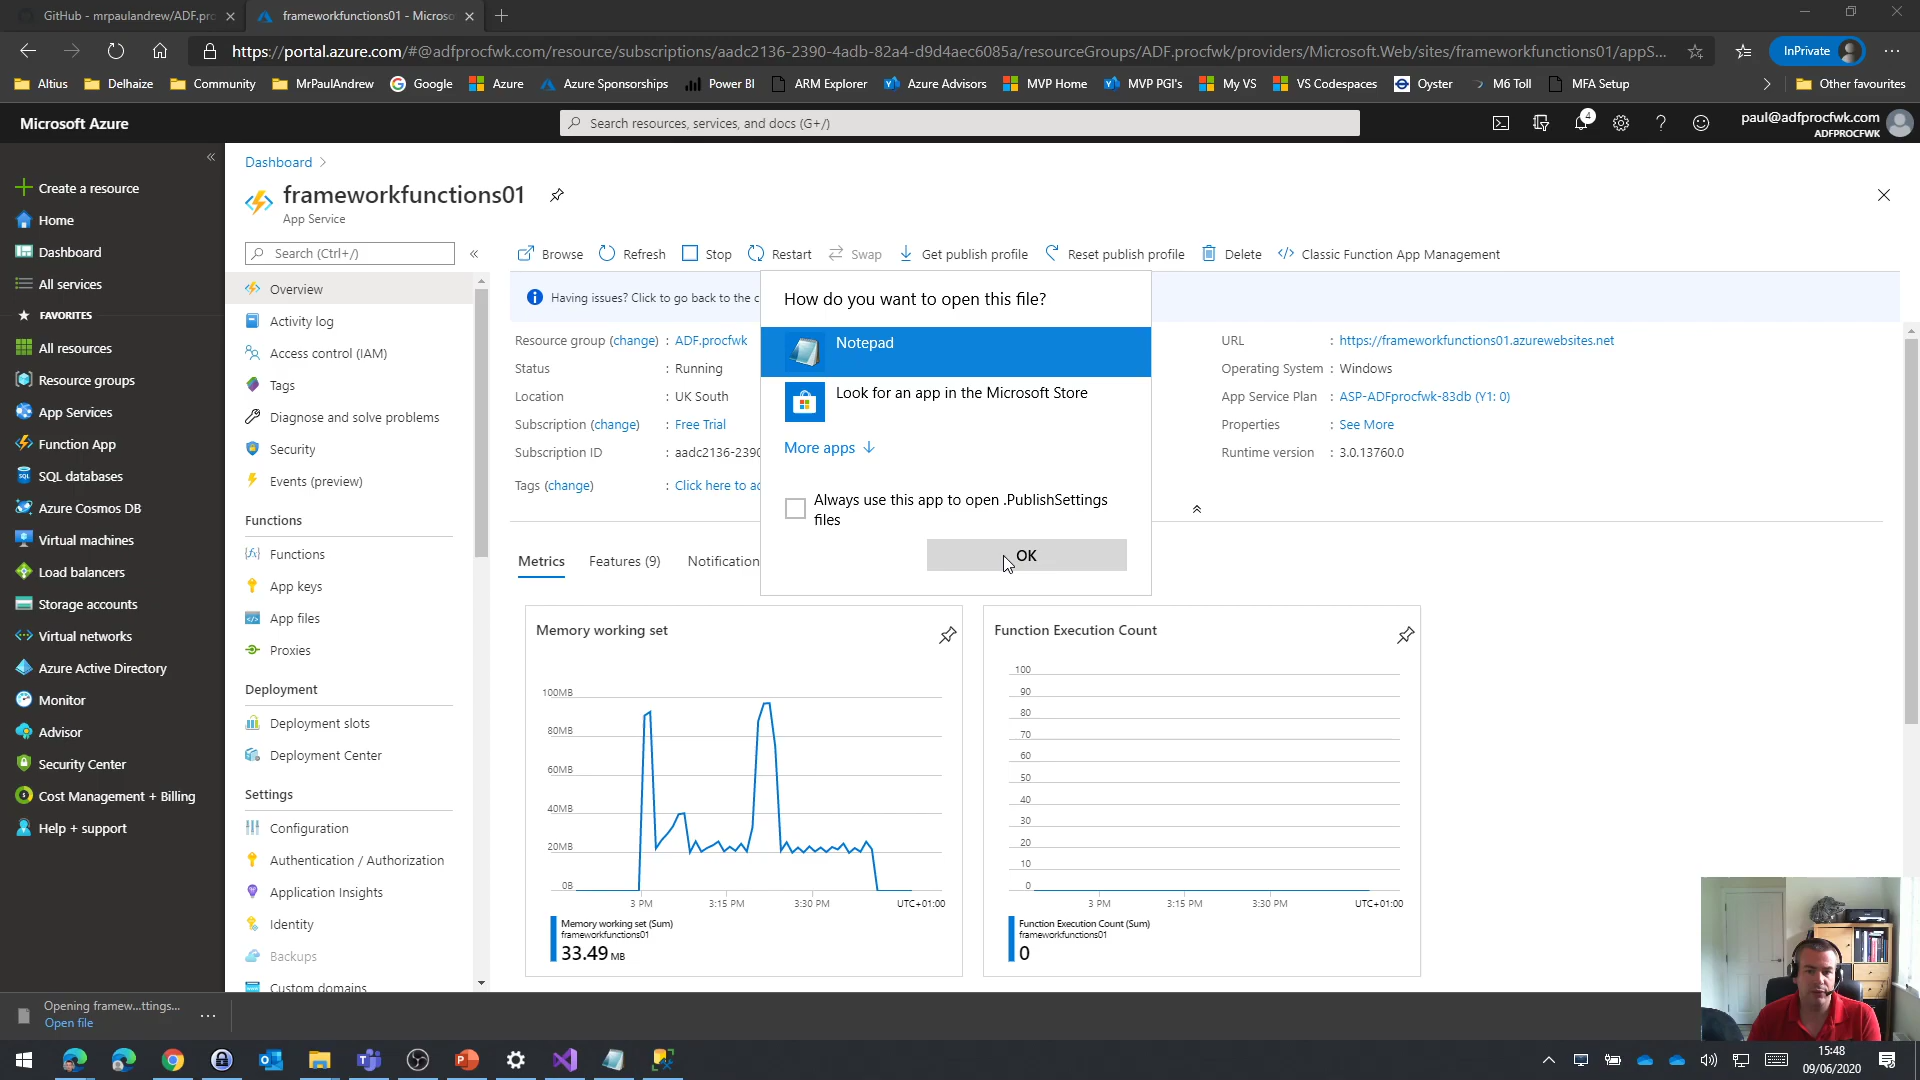 GitHub - mrpaulandrew/ADF.prc
frameworkfunctions01 - Microso
https://portal.azure.com/#@adfprocfwk.com/resource/subscriptions/aadc2136-2390-4adb-82a4-d9d4aec6085a/resourceGroups/ADF.procfwk/providers/Microsoft.Web/sites/frameworkfunctions01/appS...
InPrivate
Altius
Delhaize
Community
MrPaulAndrew
Google
Azure
Azure Sponsorships
Power BI
ARM Explorer
Azure Advisors
MVP Home
MVP PGI's
My VS
VS Codespaces
Oyster
M6 Toll
MFA Setup
Other favourites
Microsoft Azure
Search resources, services, and docs (G+/)
4
paul@adfprocfwk.com
ADFPROCFWK
Create a resource
Home
Dashboard
All services
FAVORITES
All resources
Resource groups
App Services
Function App
SQL databases
Azure Cosmos DB
Virtual machines
Load balancers
Storage accounts
Virtual networks
Azure Active Directory
Monitor
Advisor
Security Center
Cost Management + Billing
Help + support
Dashboard
frameworkfunctions01
App Service
Search (Ctrl+/)
Overview
Activity log
Access control (IAM)
Tags
Diagnose and solve problems
Security
Events (preview)
Functions
Functions
App keys
App files
Proxies
Deployment
Deployment slots
Deployment Center
Settings
Configuration
Authentication / Authorization
Application Insights
Identity
Backups
Custom domains
Browse
Refresh
Stop
Restart
Swap
Get publish profile
Reset publish profile
Delete
Classic Function App Management
Having issues? Click to go back to the c
Resource group (change) : ADF.procfwk
Status : Running
Location : UK South
Subscription (change) : Free Trial
Subscription ID : aadc2136-2390
Tags (change) : Click here to ad
URL : https://frameworkfunctions01.azurewebsites.net
Operating System : Windows
App Service Plan : ASP-ADFprocfwk-83db (Y1: 0)
Properties : See More
Runtime version : 3.0.13760.0
How do you want to open this file?
Notepad
Look for an app in the Microsoft Store
More apps
Always use this app to open .PublishSettings
files
OK
Metrics
Features (9)
Notification
Memory working set
100MB
80MB
60MB
40MB
20MB
0B
3 PM
3:15 PM
3:30 PM
UTC+01:00
Memory working set (Sum)
frameworkfunctions01
33.49 MB
Function Execution Count
100
90
80
70
60
50
40
30
20
10
0
3 PM
3:15 PM
3:30 PM
UTC+01:00
Function Execution Count (Sum)
frameworkfunctions01
0
Opening framew...ttings...
Open file
15:48
09/06/2020